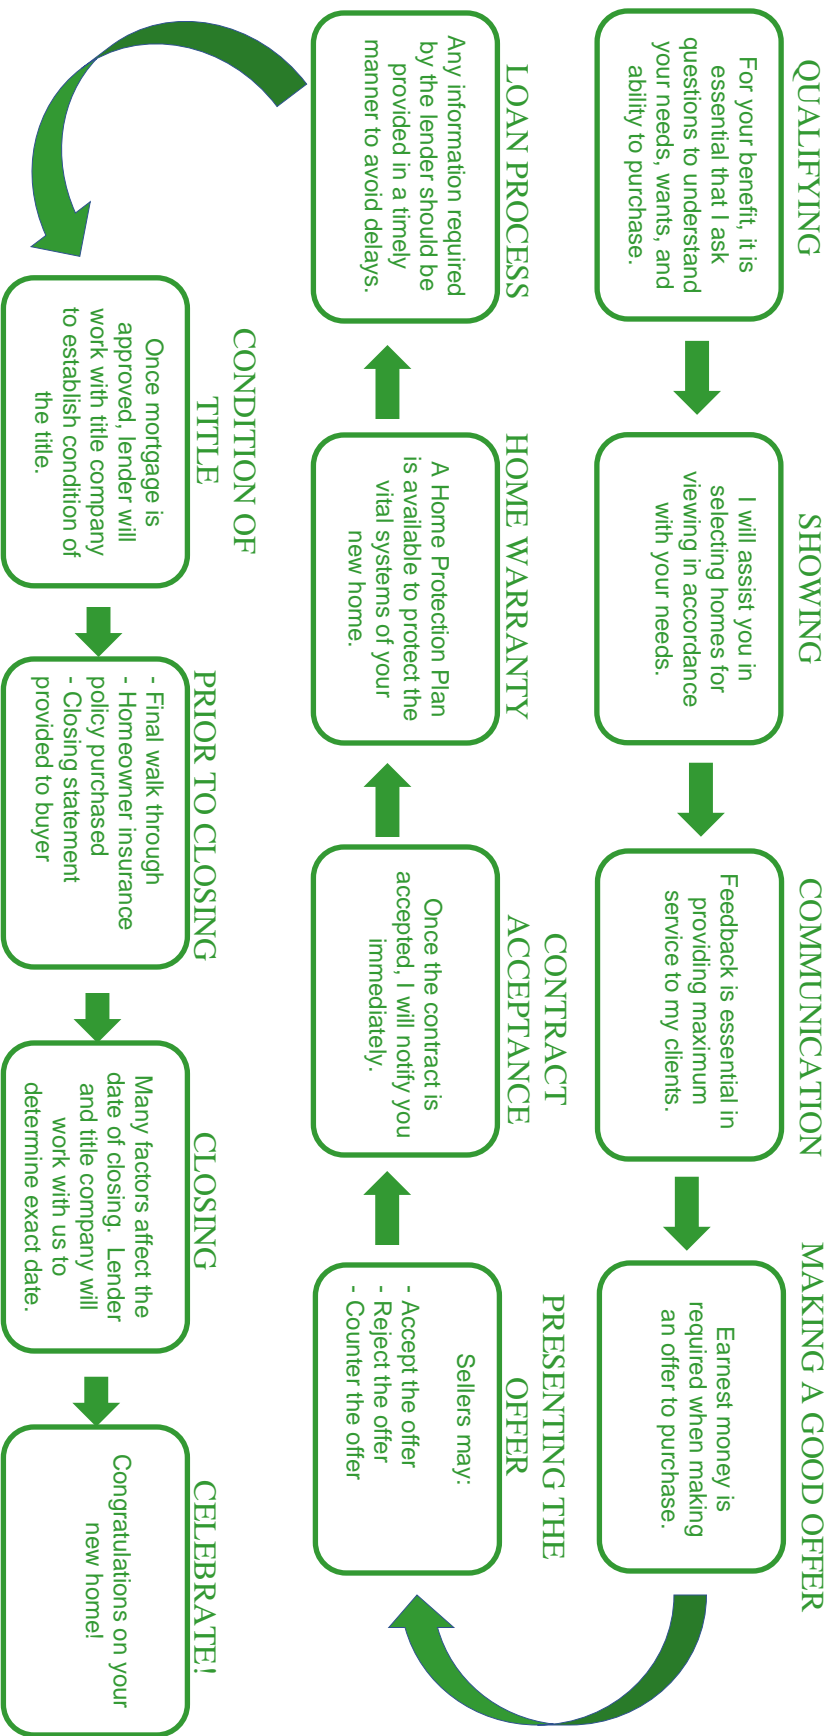 QUALIFYING
For your benefit, it is
essential that I ask
questions to understand
your needs, wants, and
ability to purchase.
SHOWING
I will assist you in
selecting homes for
viewing in accordance
with your needs.
COMMUNICATION
Feedback is essential in
providing maximum
service to my clients.
MAKING A GOOD OFFER
Earnest money is
required when making
an offer to purchase.
PRESENTING THE
OFFER
Sellers may:
- Accept the offer
- Reject the offer
- Counter the offer
CONTRACT
ACCEPTANCE
Once the contract is
accepted, I will notify you
immediately.
HOME WARRANTY
A Home Protection Plan
is available to protect the
vital systems of your
new home.
LOAN PROCESS
Any information required
by the lender should be
provided in a timely
manner to avoid delays.
CONDITION OF
TITLE
Once mortgage is
approved, lender will
work with title company
to establish condition of
the title.
PRIOR TO CLOSING
- Final walk through
- Homeowner insurance
policy purchased
- Closing statement
provided to buyer
CLOSING
Many factors affect the
date of closing.  Lender
and title company will
work with us to
determine exact date.
CELEBRATE!
Congratulations on your
new home!